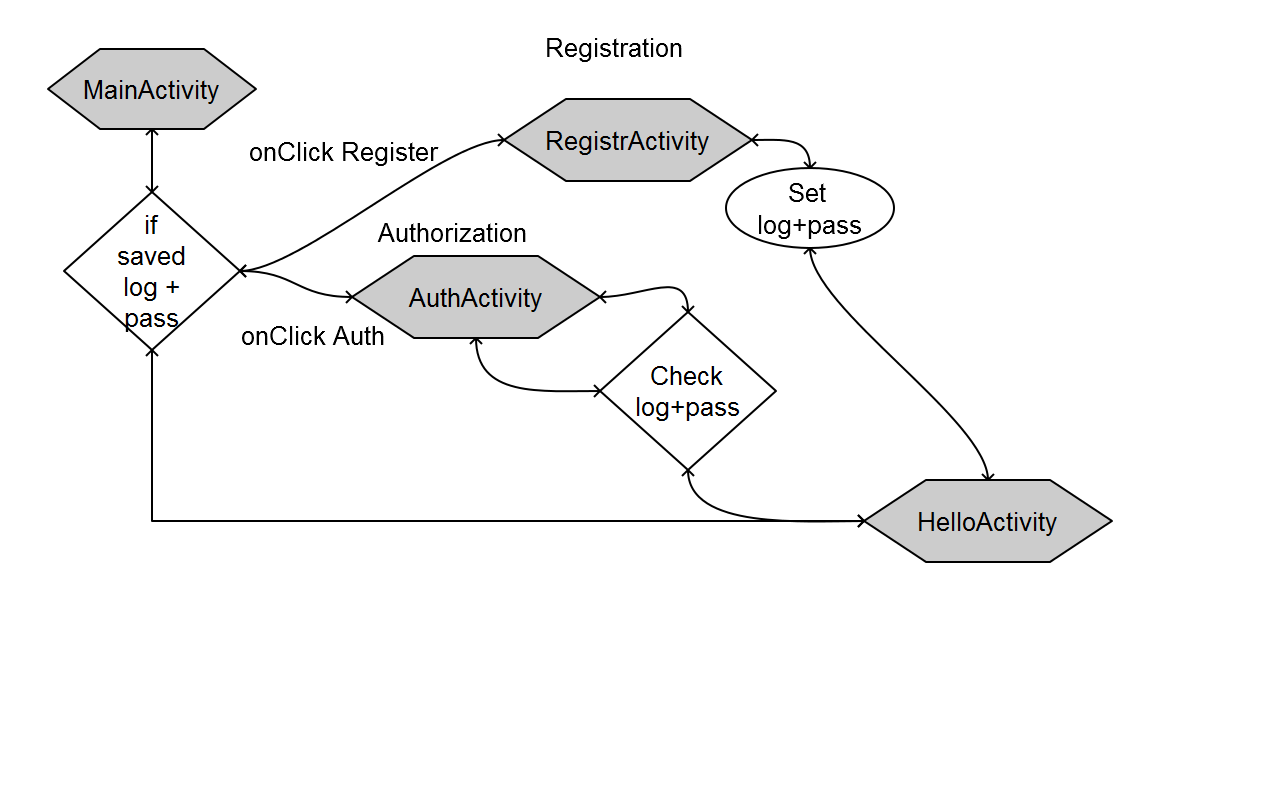 Registration
MainActivity
RegistrActivity
onClick Register
Set
log+pass
if
saved
log +
pass
Authorization
AuthActivity
onClick Auth
Check
log+pass
HelloActivity